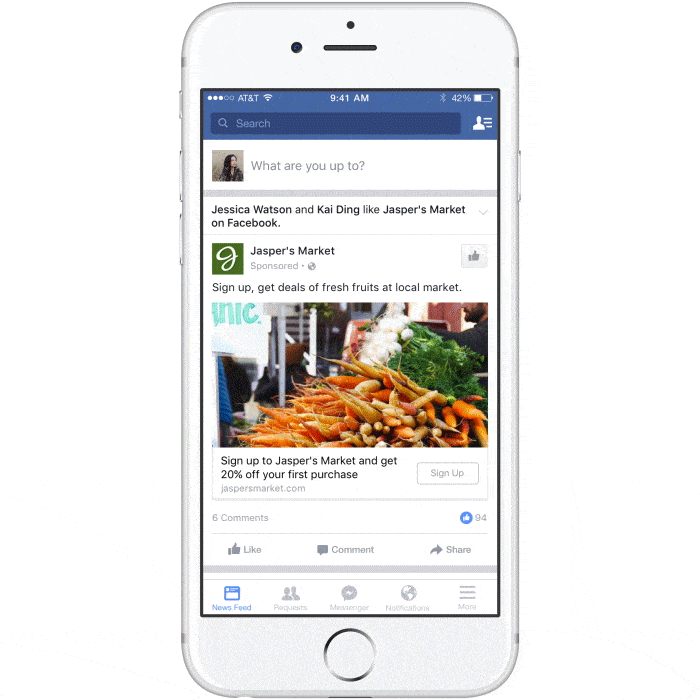 AT&T 9:41 AM 42%
Search
What are you up to?
Jessica Watson and Kai Ding like Jasper's Market
on Facebook.
Jasper's Market
Sponsored ·
Sign up, get deals of fresh fruits at local market.
NIC.
Sign up to Jasper's Market and get
20% off your first purchase
Sign Up
jaspersmarket.com
6 Comments 94
Like Comment Share
News Feed Requests Messenger Notifications More